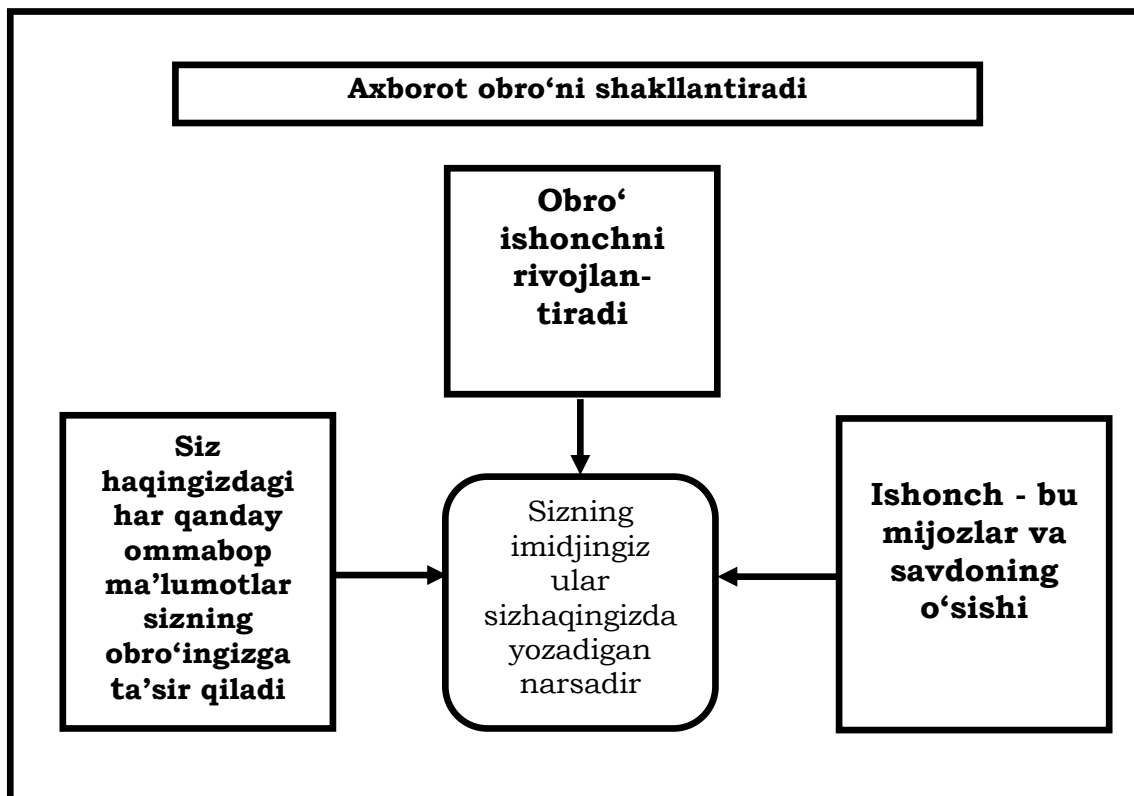 Axborot obro‘ni shakllantiradi
Obro‘
ishonchni
rivojlan-
tiradi
Siz
haqingizdagi
har qanday
ommabop
ma’lumotlar
sizning
obro‘ingizga
ta’sir qiladi
Sizning
imidjingiz
ular
sizhaqingizda
yozadigan
narsadir
Ishonch - bu
mijozlar va
savdoning
o‘sishi